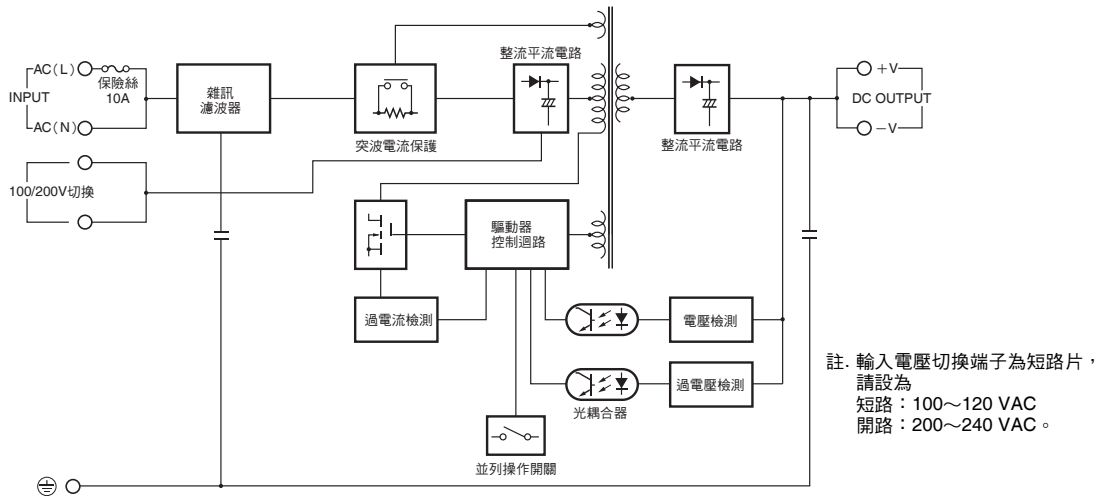 AC(L)
保險絲
10A
INPUT
AC(N)
100/200V切換
雜訊
濾波器
突波電流保護
整流平流電路
整流平流電路
+V
DC OUTPUT
−V
驅動器
控制迴路
過電流檢測
電壓檢測
過電壓檢測
光耦合器
並列操作開關
註. 輸入電壓切換端子為短路片，
請設為
短路：100～120 VAC
開路：200～240 VAC。